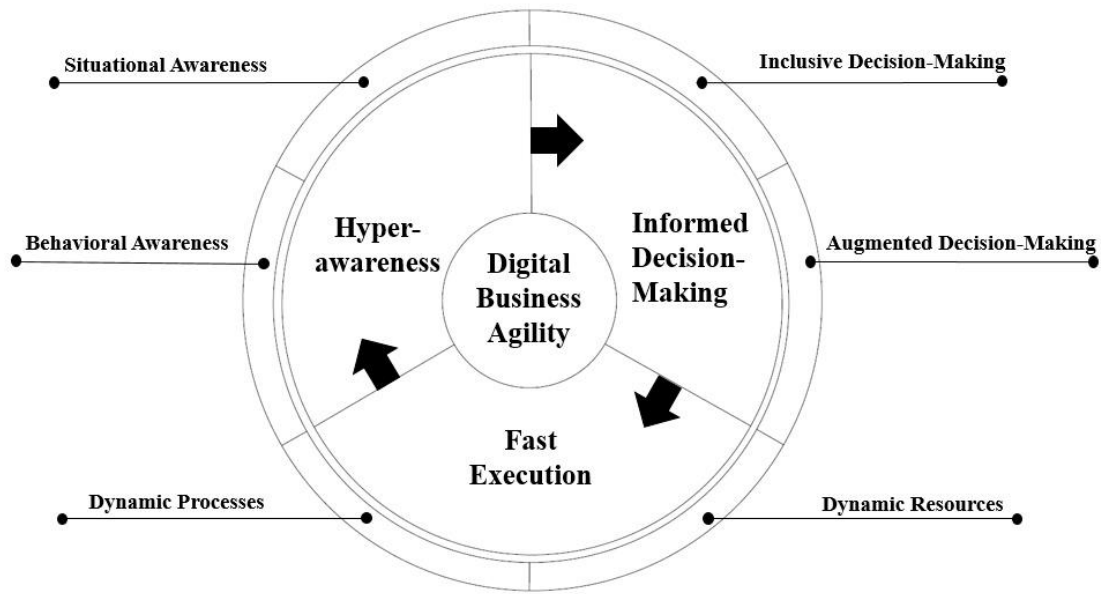 Situational Awareness
Inclusive Decision-Making
Behavioral Awareness
Augmented Decision-Making
Hyper-
awareness
Digital
Business
Agility
Informed
Decision-
Making
Fast
Execution
Dynamic Processes
Dynamic Resources